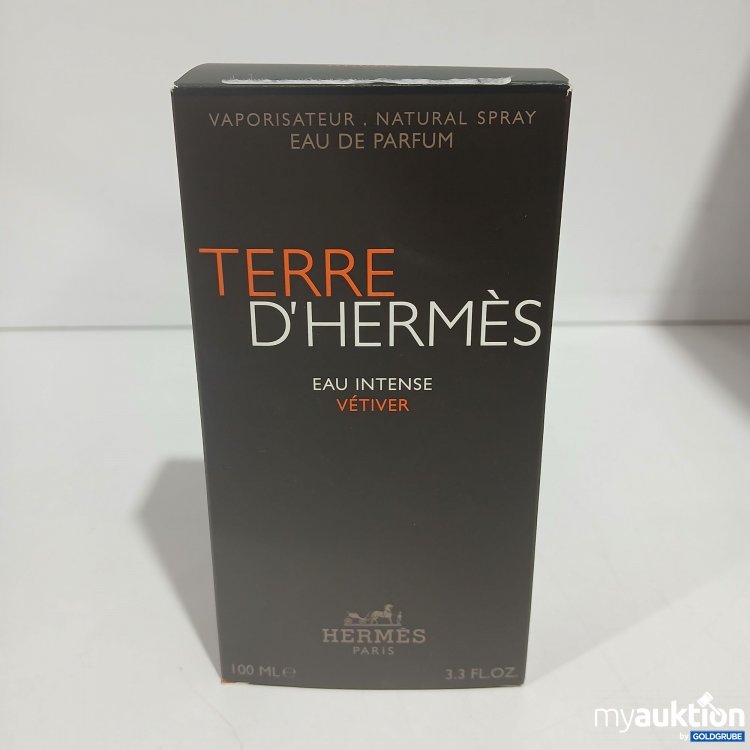 VAPORISATEUR . NATURAL SPRAY
EAU DE PARFUM
TERRE
D'HERMÈS
EAU INTENSE
VÉTIVER
HERMÈS
PARIS
100 ML ℮ 3.3 FL.OZ.
myauktion
by GOLDGRUBE